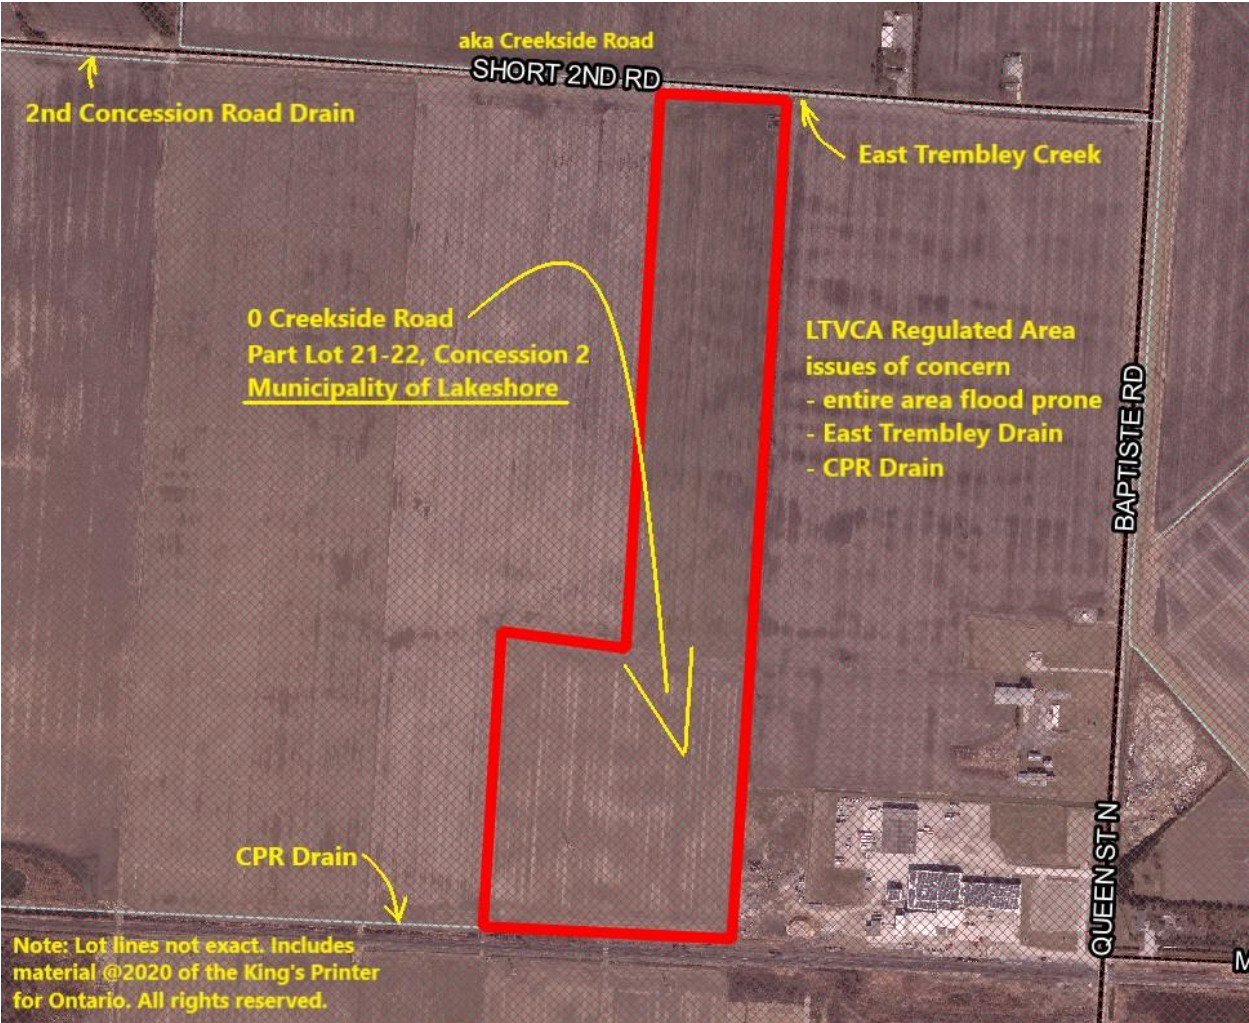 aka Creekside Road
SHORT 2ND RD
2nd Concession Road Drain
East Trembley Creek
0 Creekside Road
Part Lot 21-22, Concession 2
Municipality of Lakeshore
LTVCA Regulated Area
issues of concern
- entire area flood prone
- East Trembley Drain
- CPR Drain
BAPTISTE RD
CPR Drain
QUEEN ST N
Note: Lot lines not exact. Includes
material @2020 of the King's Printer
for Ontario. All rights reserved.
M